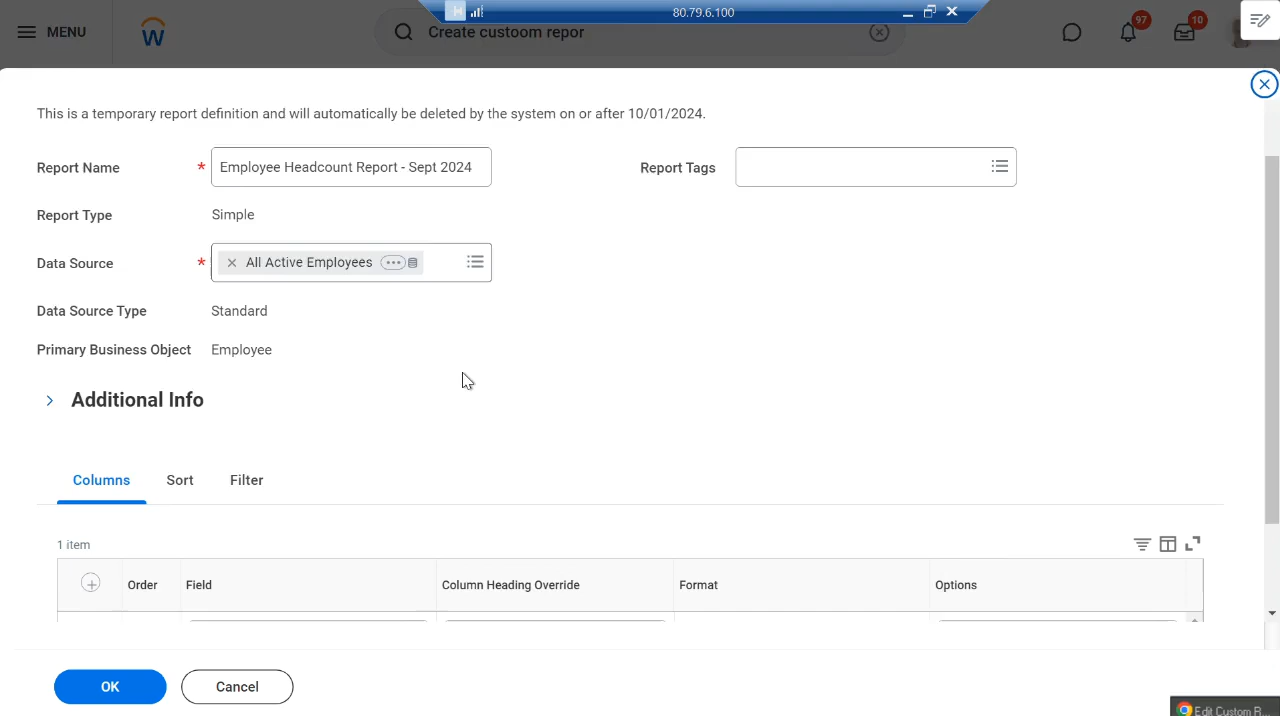 80.79.6.100
MENU
Create custoom repor
97
10
This is a temporary report definition and will automatically be deleted by the system on or after 10/01/2024.
Report Name * Employee Headcount Report - Sept 2024
Report Tags
Report Type Simple
Data Source * All Active Employees
Data Source Type Standard
Primary Business Object Employee
Additional Info
Columns Sort Filter
1 item
Order Field Column Heading Override Format Options
OK Cancel
Edit Custom R...